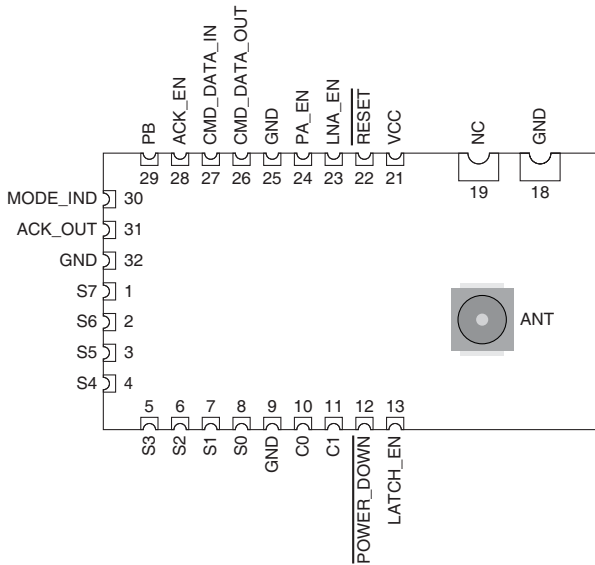 PB
ACK_EN
CMD_DATA_IN
CMD_DATA_OUT
GND
PA_EN
LNA_EN
RESET
VCC
NC
GND
29 28 27 26 25 24 23 22 21 19 18
MODE_IND 30
ACK_OUT 31
GND 32
S7 1
S6 2
S5 3
S4 4
ANT
5 6 7 8 9 10 11 12 13
S3
S2
S1
S0
GND
C0
C1
POWER_DOWN
LATCH_EN